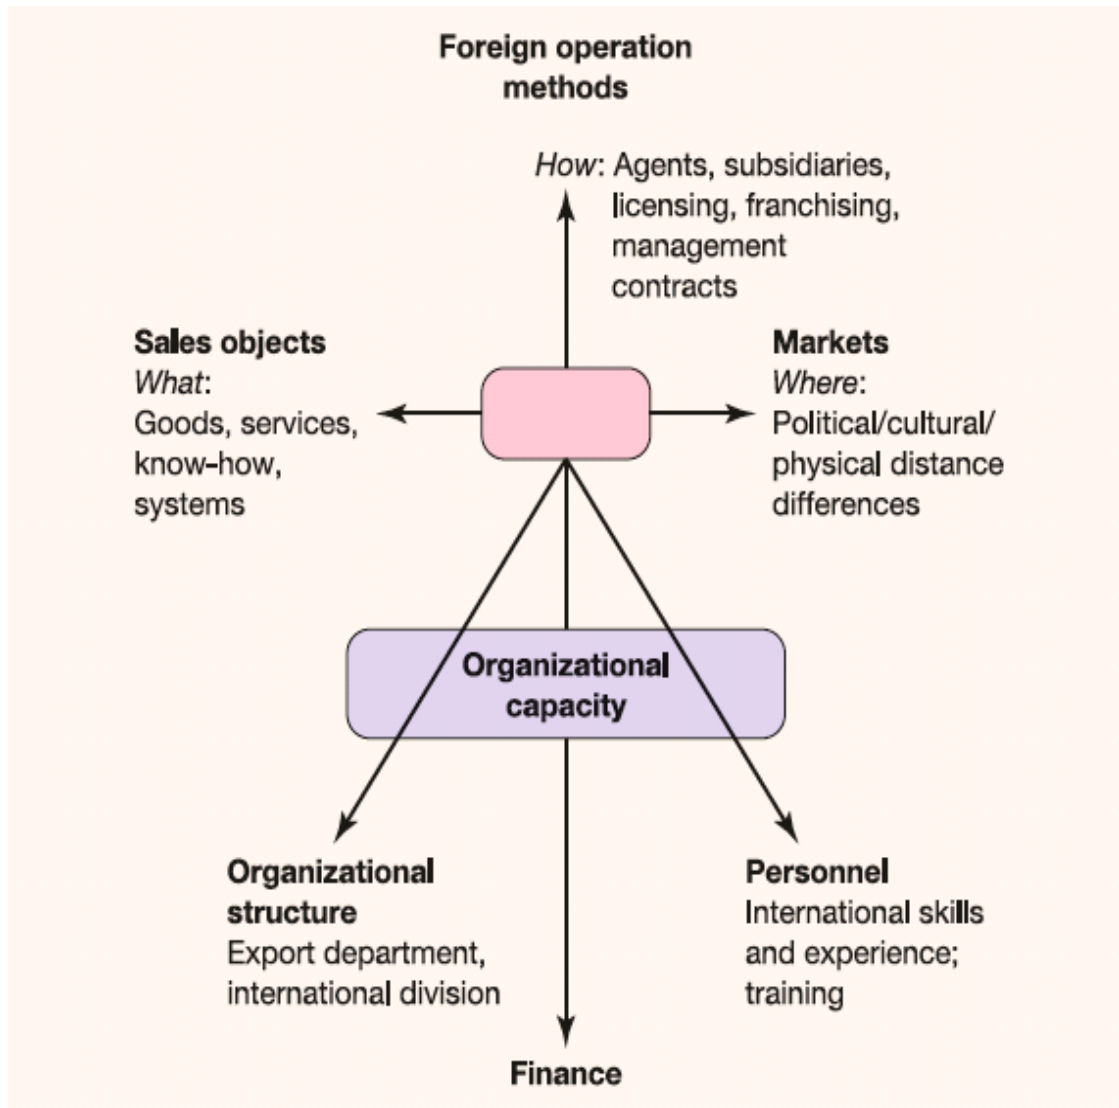 Foreign operation
methods
How: Agents, subsidiaries,
licensing, franchising,
management
contracts
Sales objects
What:
Goods, services,
know-how,
systems
Markets
Where:
Political/cultural/
physical distance
differences
Organizational
capacity
Organizational
structure
Export department,
international division
Personnel
International skills
and experience;
training
Finance